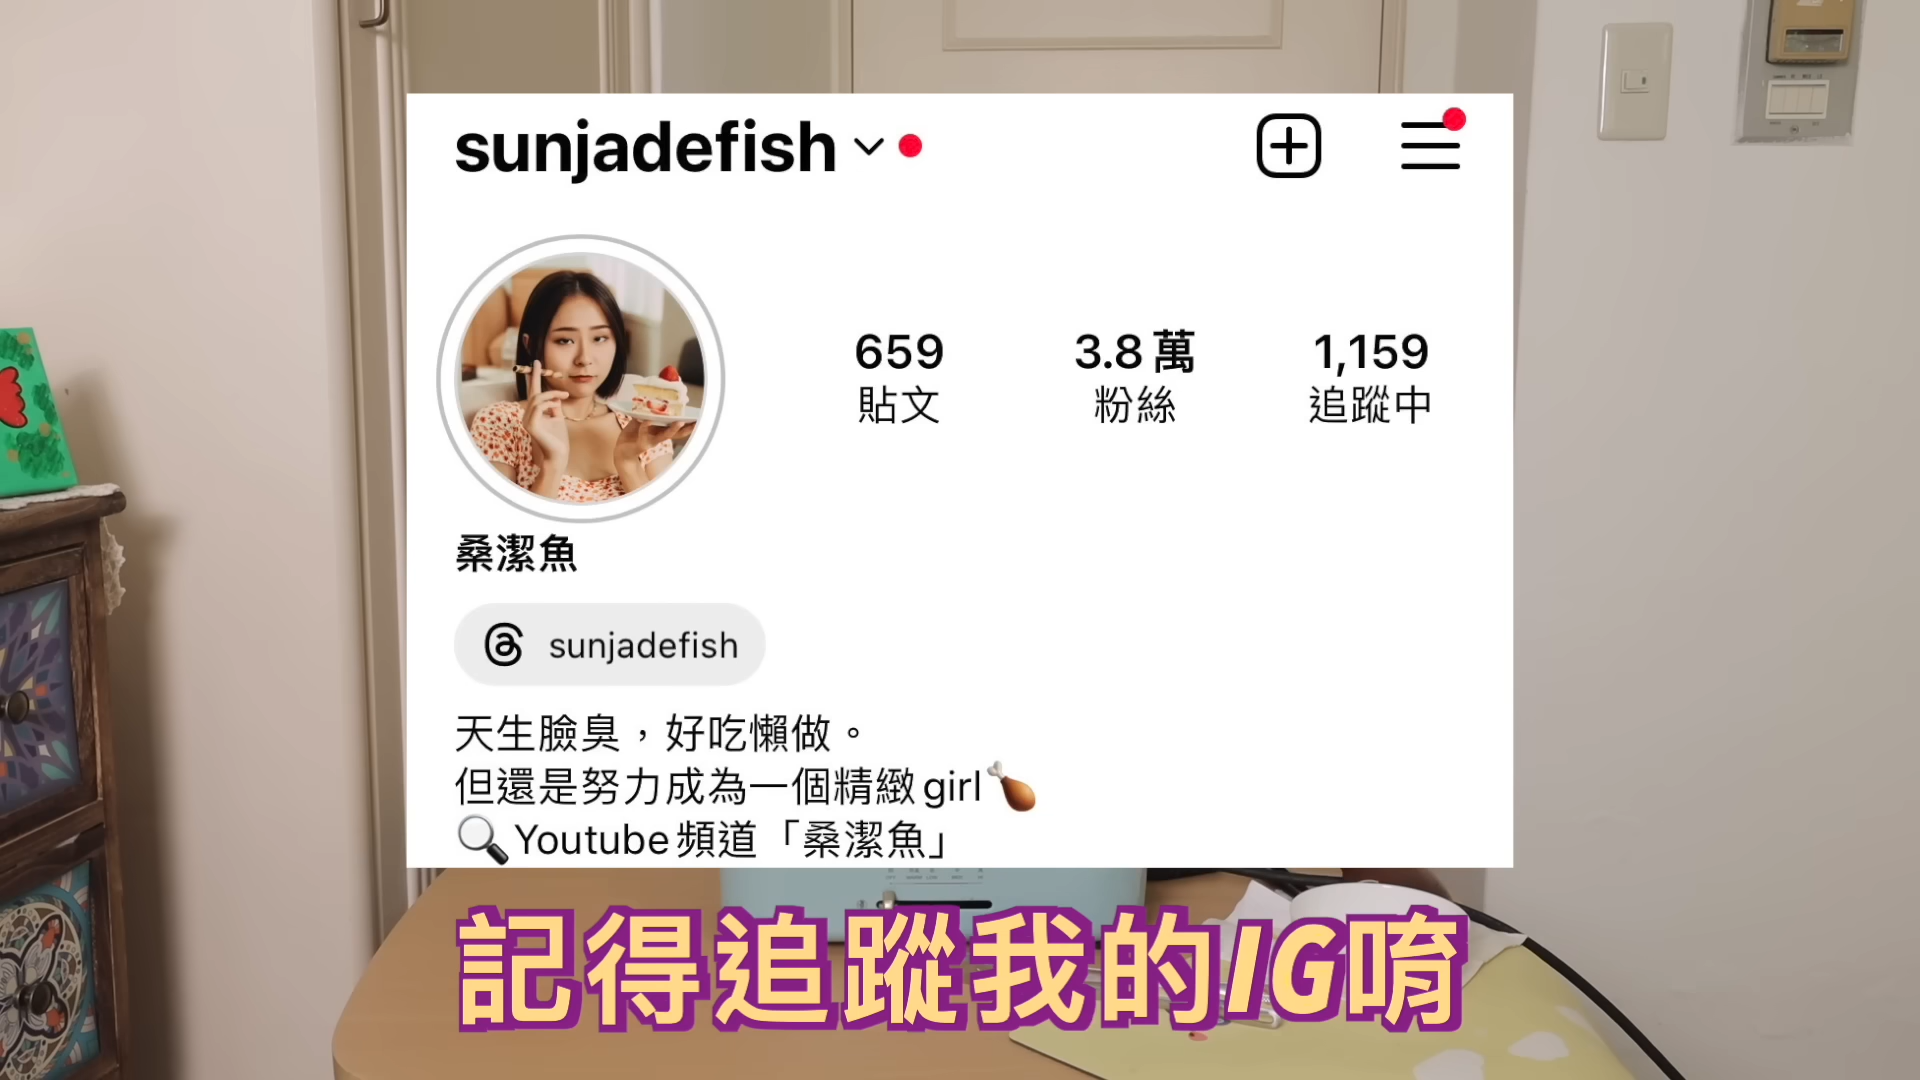 sunjadefish
659
3.8萬
1,159
貼文
粉絲
追蹤中
桑潔魚
sunjadefish
天生臉臭，好吃懶做。
但還是努力成為一個精緻girl🍗
🔍Youtube頻道「桑潔魚」
記得追蹤我的IG唷